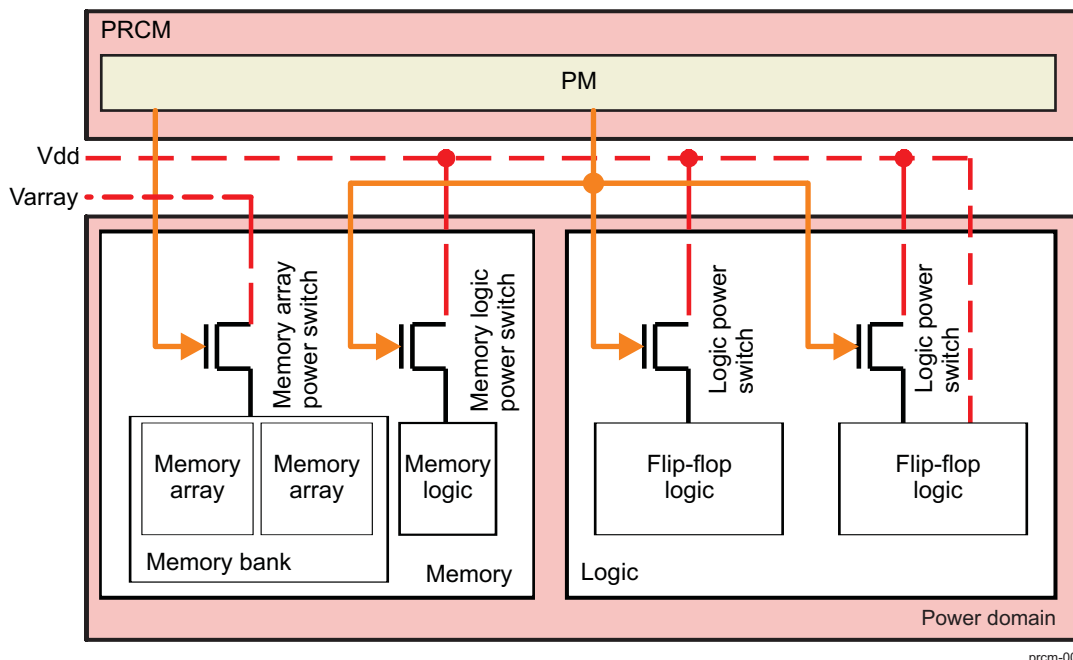 PRCM
PM
Vdd
Varray
Memory array
power switch
Memory logic
power switch
Logic power
switch
Logic power
switch
Memory
array
Memory
array
Memory
logic
Flip-flop
logic
Flip-flop
logic
Memory bank
Memory
Logic
Power domain